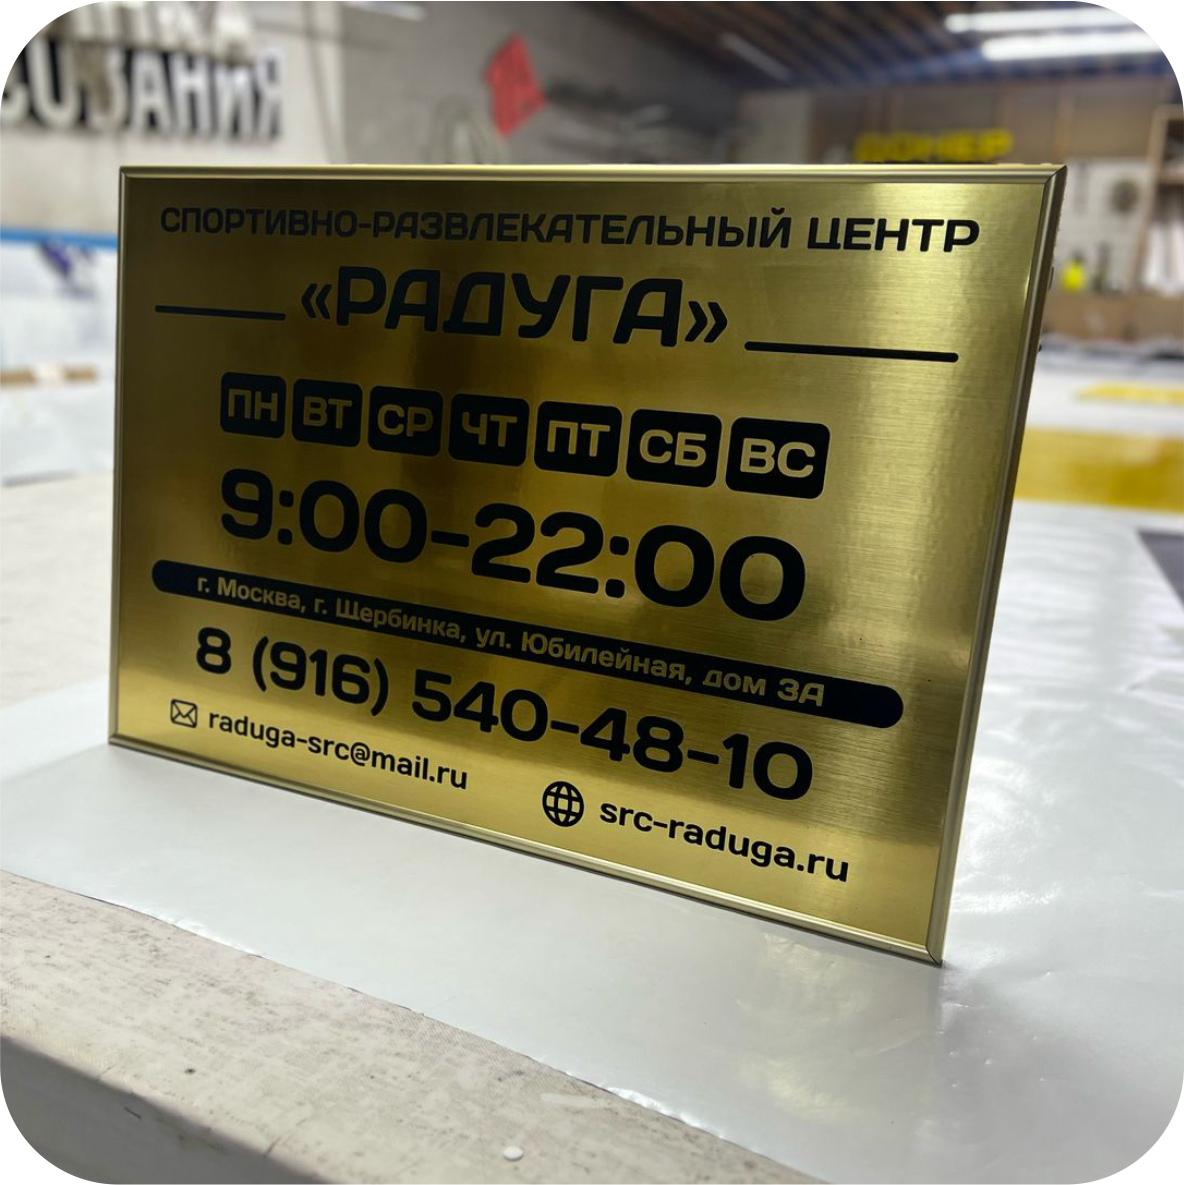 СПОРТИВНО-РАЗВЛЕКАТЕЛЬНЫЙ ЦЕНТР
«РАДУГА»
ПН ВТ СР ЧТ ПТ СБ ВС
9:00-22:00
г. Москва, г. Щербинка, ул. Юбилейная, дом 3А
8 (916) 540-48-10
raduga-src@mail.ru
src-raduga.ru
ДОНЕР